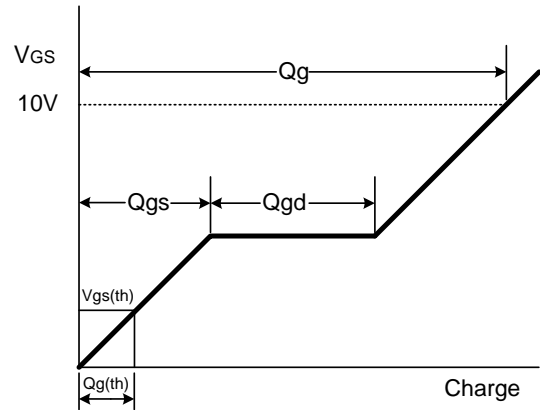 VGS
Qg
10V
Qgs
Qgd
Vgs(th)
Qg(th)
Charge